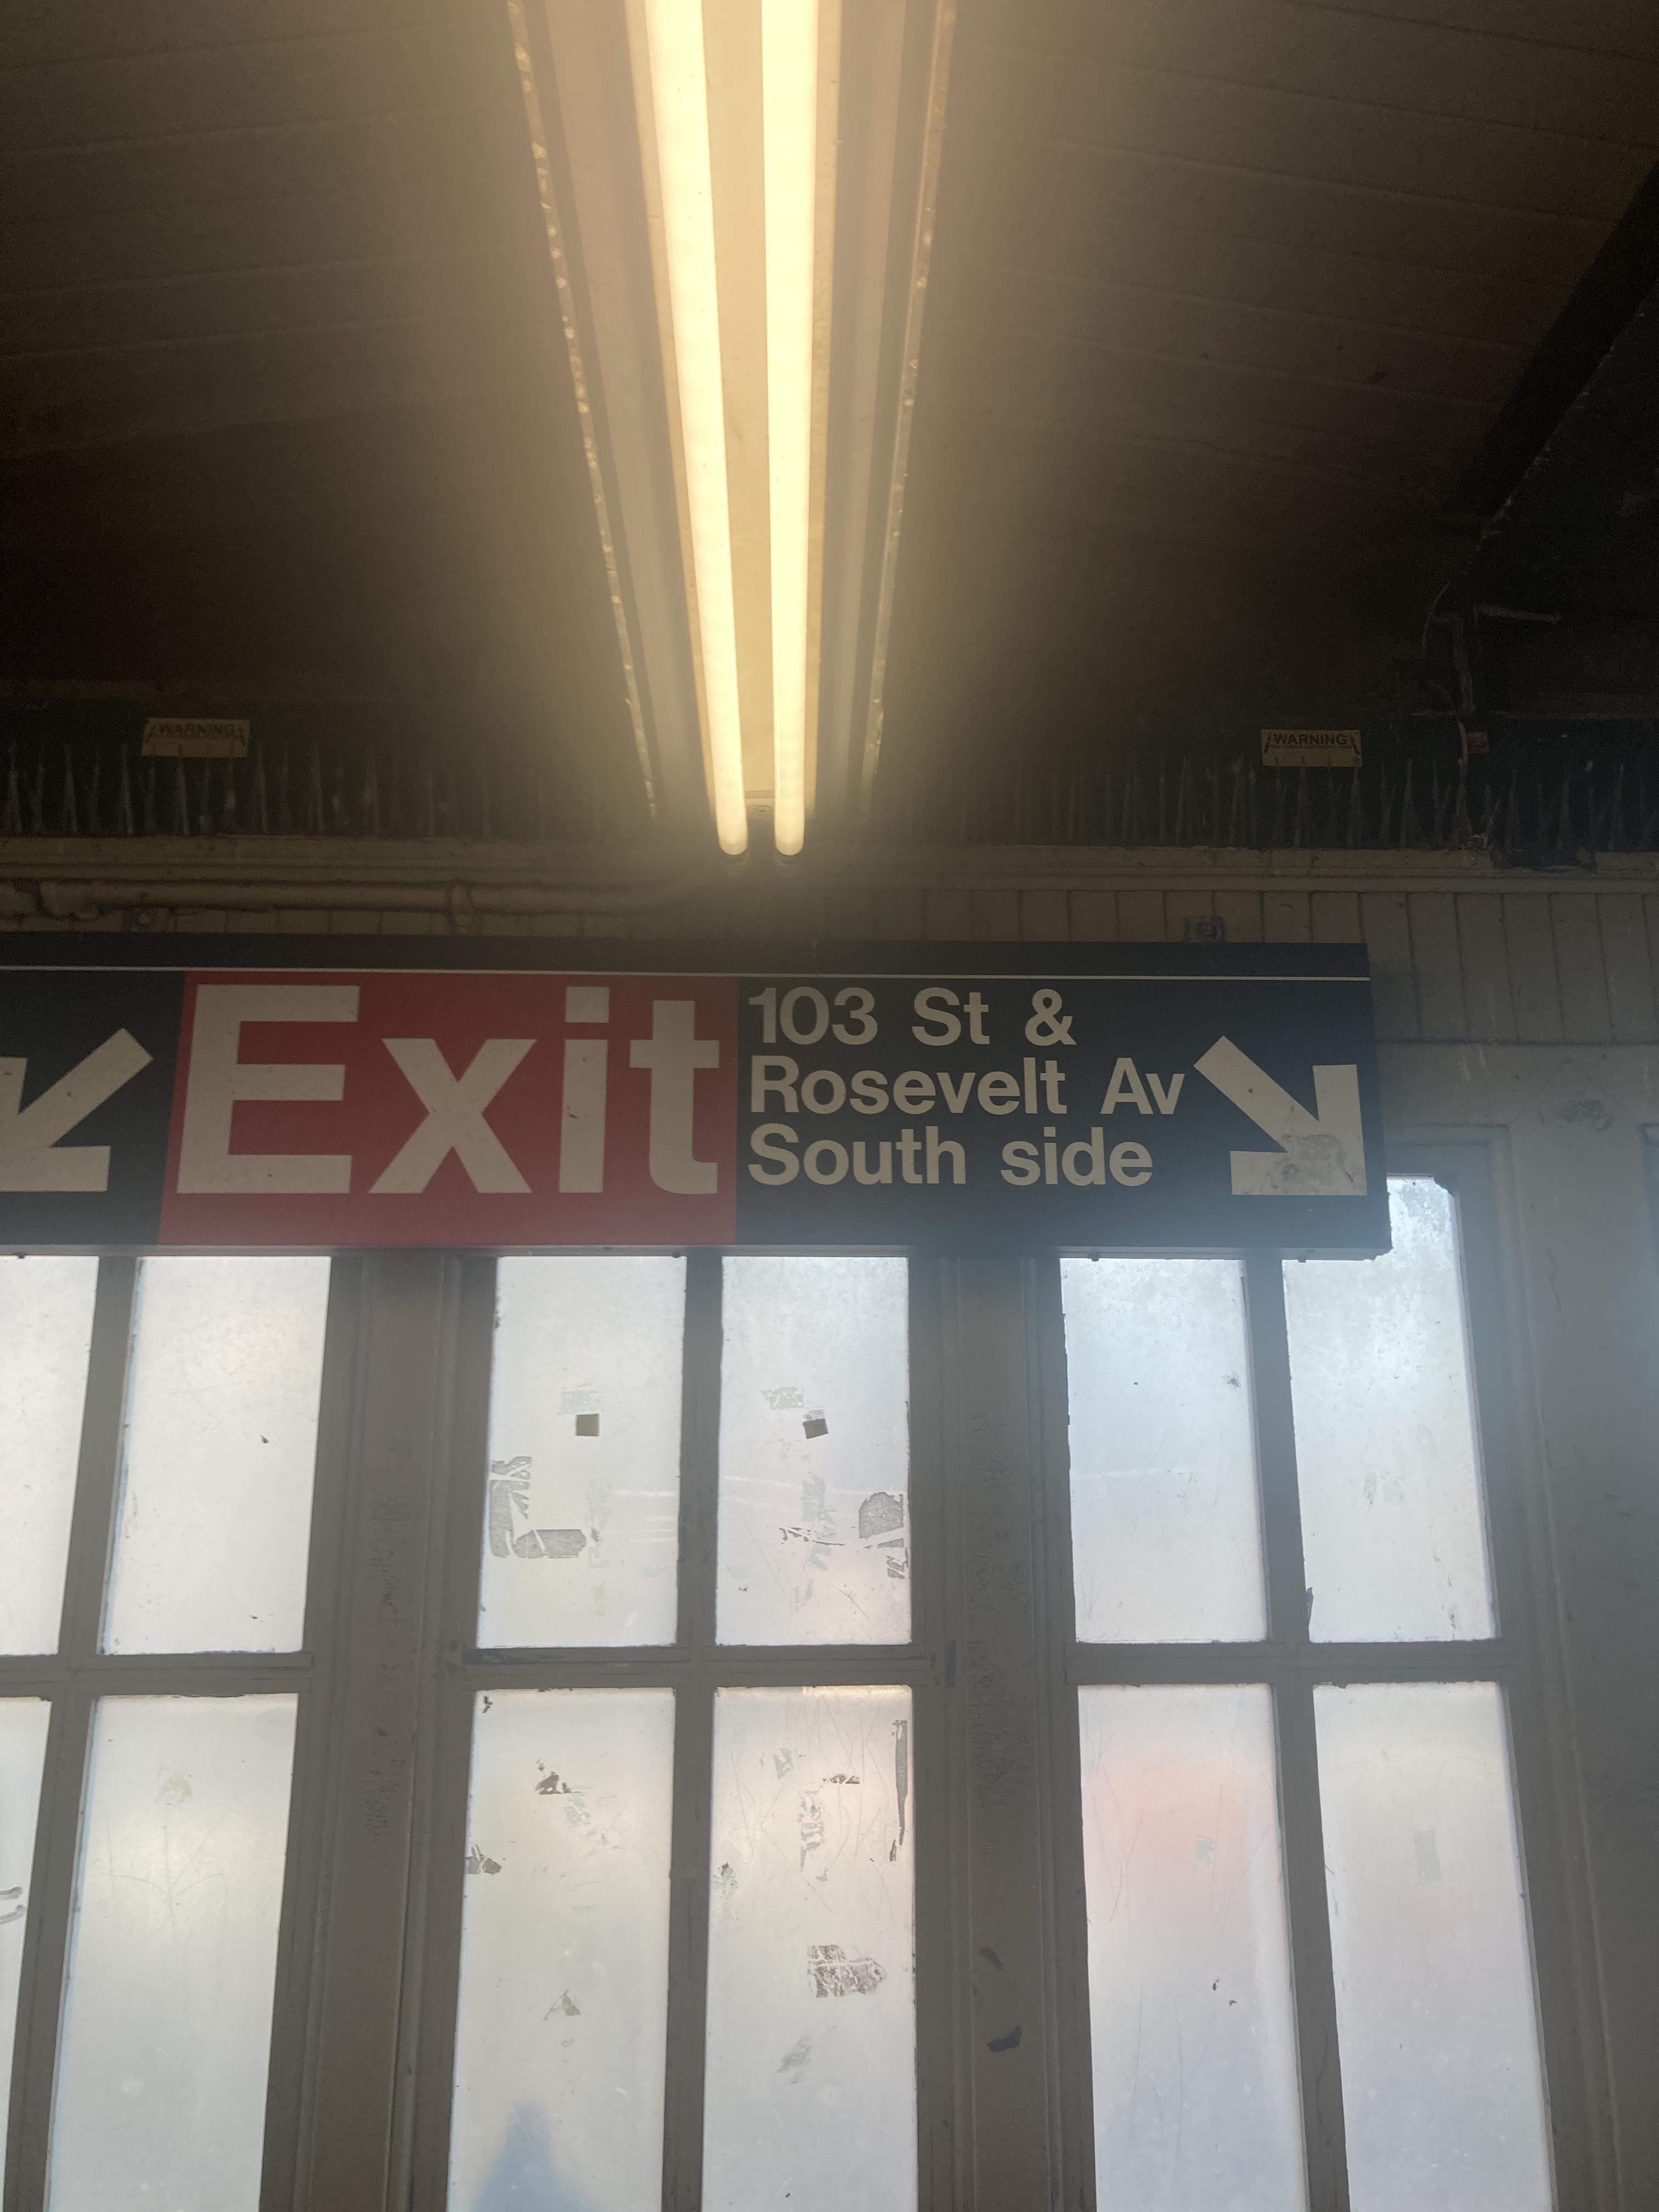 WARNING
WARNING
Exit
103 St &
Rosevelt Av
South side